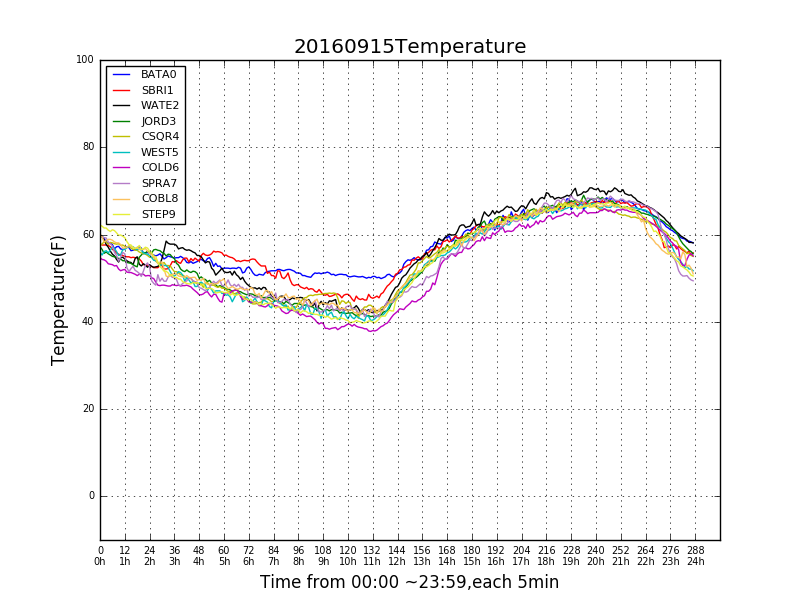 20160915Temperature
100
80
60
40
20
0
Temperature(F)
BATA0
SBRI1
WATE2
JORD3
CSQR4
WEST5
COLD6
SPRA7
COBL8
STEP9
0 12 24 36 48 60 72 84 96 108 120 132 144 156 168 180 192 204 216 228 240 252 264 276 288
0h 1h 2h 3h 4h 5h 6h 7h 8h 9h 10h 11h 12h 13h 14h 15h 16h 17h 18h 19h 20h 21h 22h 23h 24h
Time from 00:00 ~23:59,each 5min